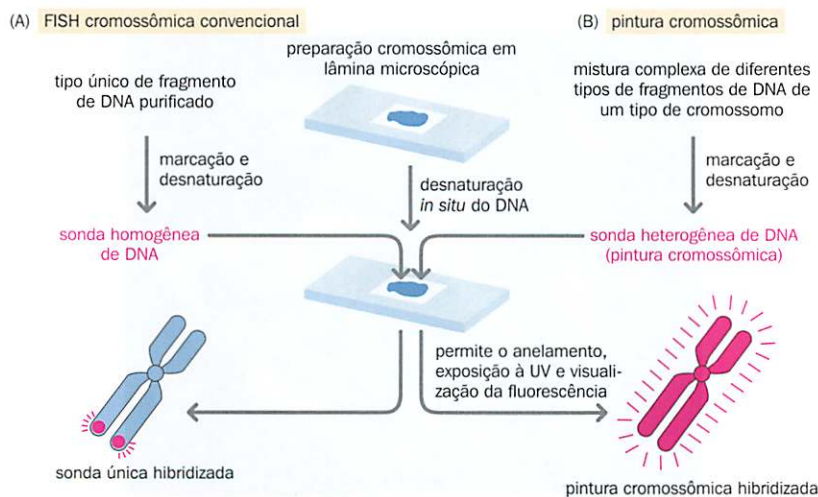 (A) FISH cromossômica convencional
preparação cromossômica em
lâmina microscópica
(B) pintura cromossômica
tipo único de fragmento
de DNA purificado
mistura complexa de diferentes
tipos de fragmentos de DNA de
um tipo de cromossomo
marcação e
desnaturação
desnaturação
in situ do DNA
marcação e
desnaturação
sonda homogênea
de DNA
sonda heterogênea de DNA
(pintura cromossômica)
permite o anelamento,
exposição à UV e visuali-
zação da fluorescência
sonda única hibridizada
pintura cromossômica hibridizada